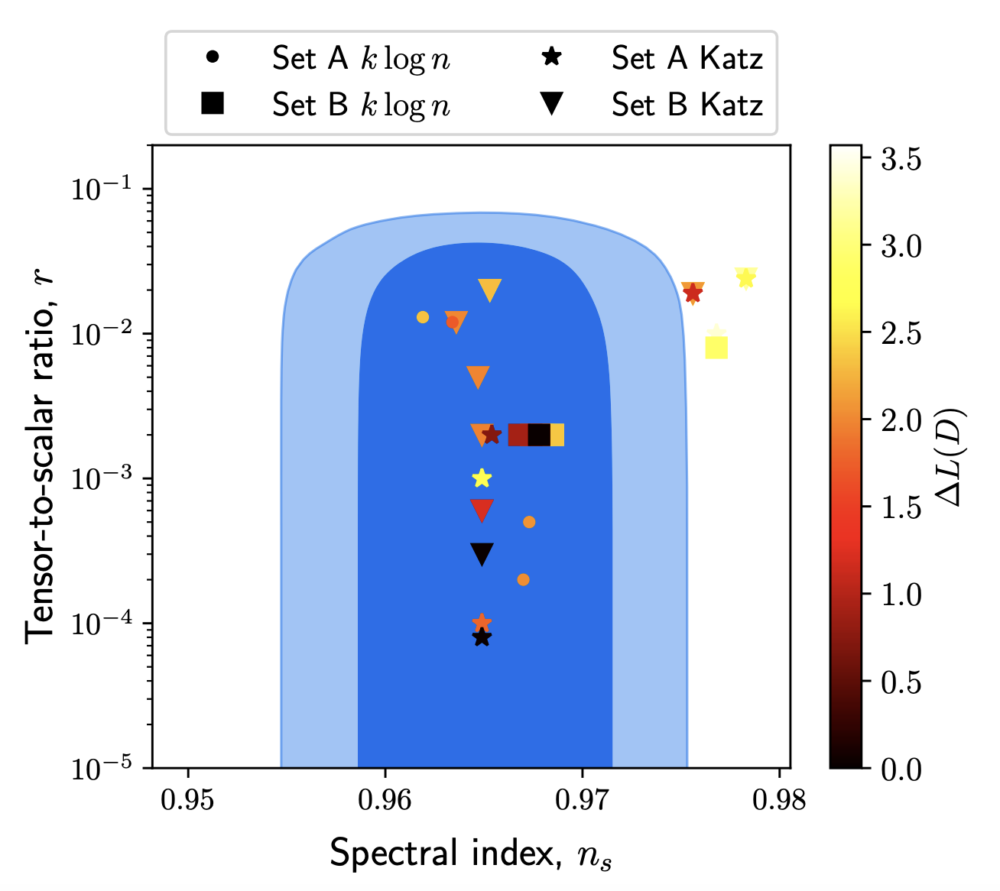 Set A k log n
Set A Katz
Set B k log n
Set B Katz
10⁻¹
10⁻²
10⁻³
10⁻⁴
10⁻⁵
Tensor-to-scalar ratio, r
0.95 0.96 0.97 0.98
Spectral index, nₛ
3.5
3.0
2.5
2.0
1.5
1.0
0.5
0.0
ΔL(D)